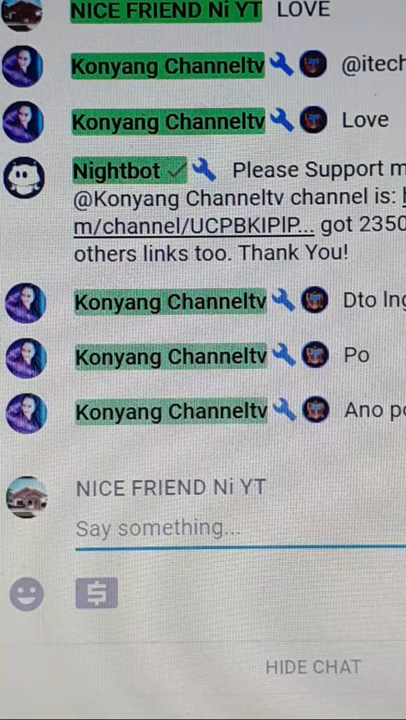 NICE FRIEND Ni YT LOVE
Konyang Channeltv @itech
Konyang Channeltv Love
Nightbot Please Support m
@Konyang Channeltv channel is:
m/channel/UCPBKIPlP... got 2350
others links too. Thank You!
Konyang Channeltv Dto Ing
Konyang Channeltv Po
Konyang Channeltv Ano po
NICE FRIEND Ni YT
Say something...
HIDE CHAT